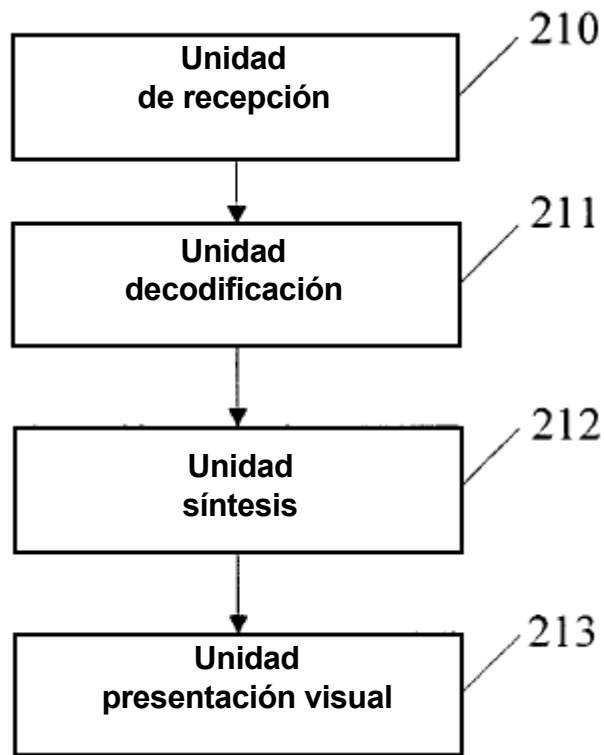 210
Unidad
de recepción
211
Unidad
decodificación
212
Unidad
síntesis
213
Unidad
presentación visual